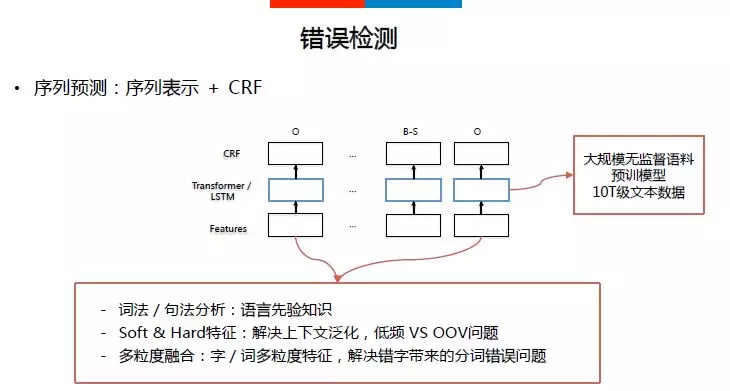 错误检测
• 序列预测：序列表示 + CRF
O B-S O
CRF ...
Transformer / LSTM ...
Features ...
大规模无监督语料
预训模型
10T级文本数据
- 词法 / 句法分析：语言先验知识
- Soft & Hard特征：解决上下文泛化，低频 VS OOV问题
- 多粒度融合：字 / 词多粒度特征，解决错字带来的分词错误问题